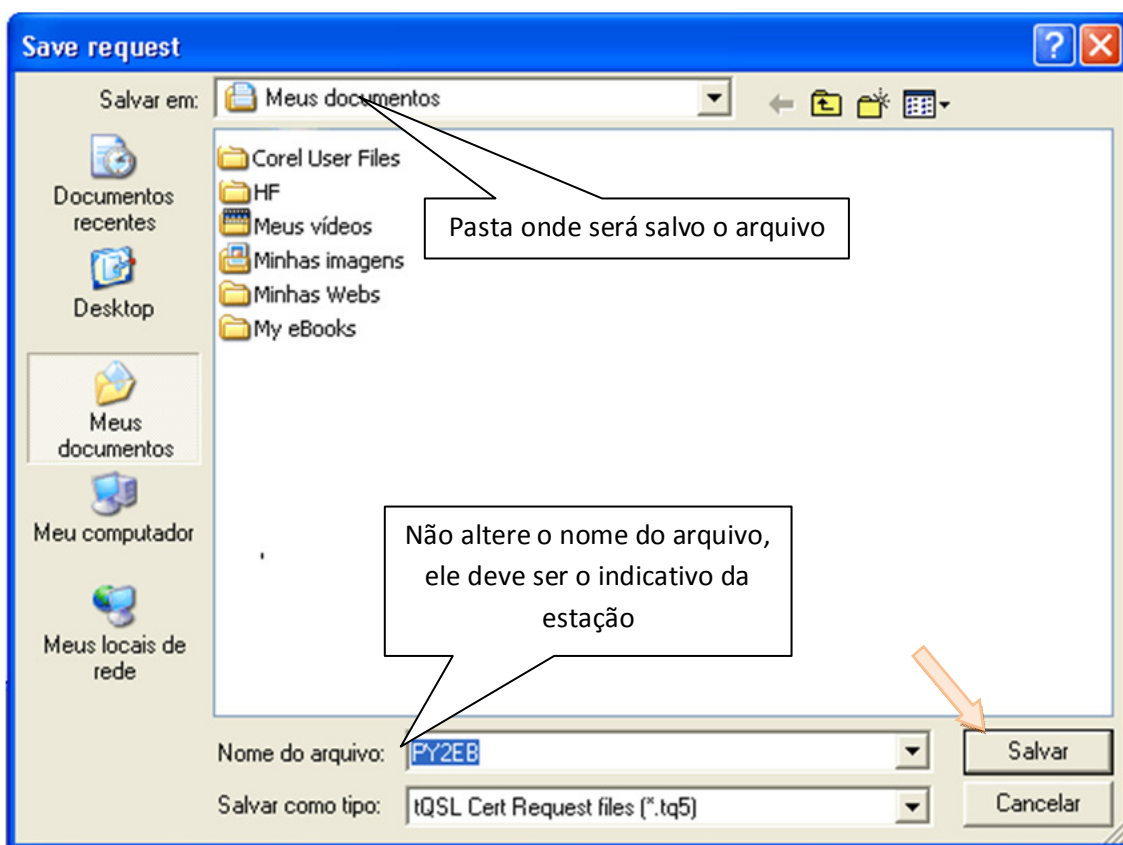 Save request
Salvar em:
Meus documentos
Documentos
recentes
Desktop
Meus
documentos
Meu computador
Meus locais de
rede
Corel User Files
HF
Meus vídeos
Minhas imagens
Minhas Webs
My eBooks
Pasta onde será salvo o arquivo
Não altere o nome do arquivo,
ele deve ser o indicativo da
estação
Nome do arquivo:
PY2EB
Salvar
Salvar como tipo:
tQSL Cert Request files (*.tq5)
Cancelar